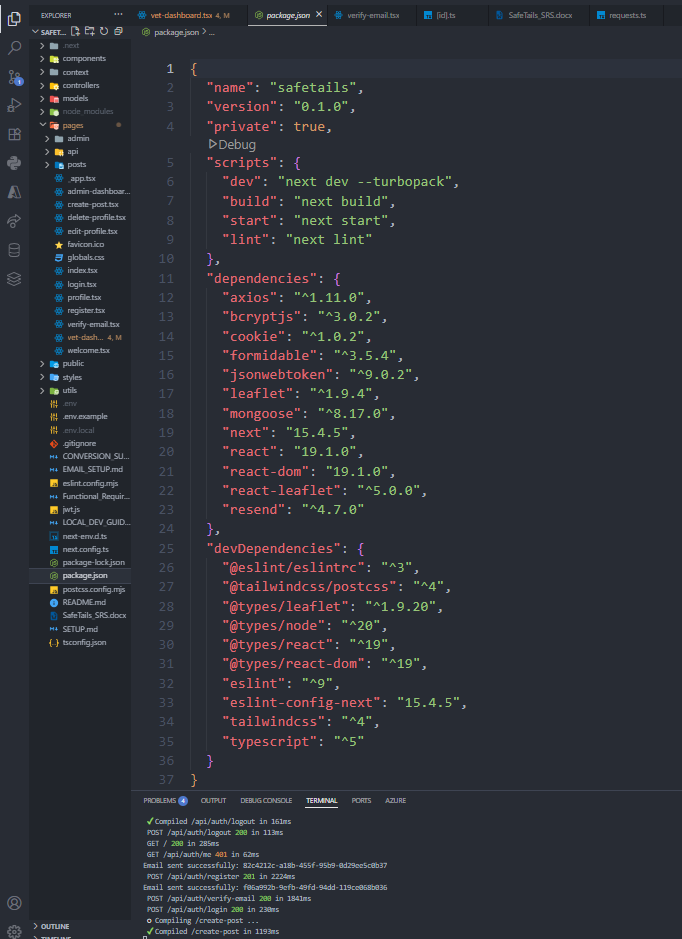 EXPLORER
vet-dashboard.tsx 4, M
package.json
verify-email.tsx
[id].ts
SafeTails_SRS.docx
requests.ts
SAFET...
package.json > ...
.next
components
context
controllers
models
node_modules
pages
admin
api
posts
_app.tsx
admin-dashboar...
create-post.tsx
delete-profile.tsx
edit-profile.tsx
favicon.ico
globals.css
index.tsx
login.tsx
profile.tsx
register.tsx
verify-email.tsx
vet-dash... 4, M
welcome.tsx
public
styles
utils
.env
.env.example
.env.local
.gitignore
CONVERSION_SU...
EMAIL_SETUP.md
eslint.config.mjs
Functional_Requir...
jwt.js
LOCAL_DEV_GUID...
next-env.d.ts
next.config.ts
package-lock.json
package.json
postcss.config.mjs
README.md
SafeTails_SRS.docx
SETUP.md
tsconfig.json
OUTLINE
TIMELINE
1 {
2 "name": "safetails",
3 "version": "0.1.0",
4 "private": true,
Debug
5 "scripts": {
6 "dev": "next dev --turbopack",
7 "build": "next build",
8 "start": "next start",
9 "lint": "next lint"
10 },
11 "dependencies": {
12 "axios": "^1.11.0",
13 "bcryptjs": "^3.0.2",
14 "cookie": "^1.0.2",
15 "formidable": "^3.5.4",
16 "jsonwebtoken": "^9.0.2",
17 "leaflet": "^1.9.4",
18 "mongoose": "^8.17.0",
19 "next": "15.4.5",
20 "react": "19.1.0",
21 "react-dom": "19.1.0",
22 "react-leaflet": "^5.0.0",
23 "resend": "^4.7.0"
24 },
25 "devDependencies": {
26 "@eslint/eslintrc": "^3",
27 "@tailwindcss/postcss": "^4",
28 "@types/leaflet": "^1.9.20",
29 "@types/node": "^20",
30 "@types/react": "^19",
31 "@types/react-dom": "^19",
32 "eslint": "^9",
33 "eslint-config-next": "15.4.5",
34 "tailwindcss": "^4",
35 "typescript": "^5"
36 }
37 }
PROBLEMS 4 OUTPUT DEBUG CONSOLE TERMINAL PORTS AZURE
✓ Compiled /api/auth/logout in 161ms
POST /api/auth/logout 200 in 113ms
GET / 200 in 285ms
GET /api/auth/me 401 in 62ms
Email sent successfully: 82c4212c-a18b-455f-95b9-0d29ee5c0b37
POST /api/auth/register 201 in 2224ms
Email sent successfully: f06a992b-9efb-49fd-94dd-119ce068b036
POST /api/auth/verify-email 200 in 1841ms
POST /api/auth/login 200 in 230ms
○ Compiling /create-post ...
✓ Compiled /create-post in 1193ms